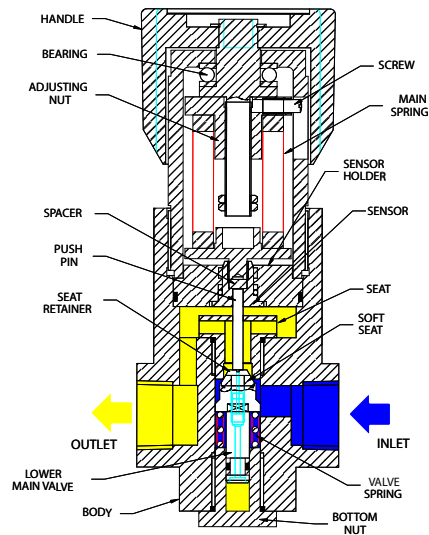 HANDLE
BEARING
ADJUSTING
NUT
SCREW
MAIN
SPRING
SENSOR
HOLDER
SPACER
SENSOR
PUSH
PIN
SEAT
RETAINER
SEAT
SOFT
SEAT
OUTLET
INLET
LOWER
MAIN VALVE
VALVE
SPRING
BODY
BOTTOM
NUT